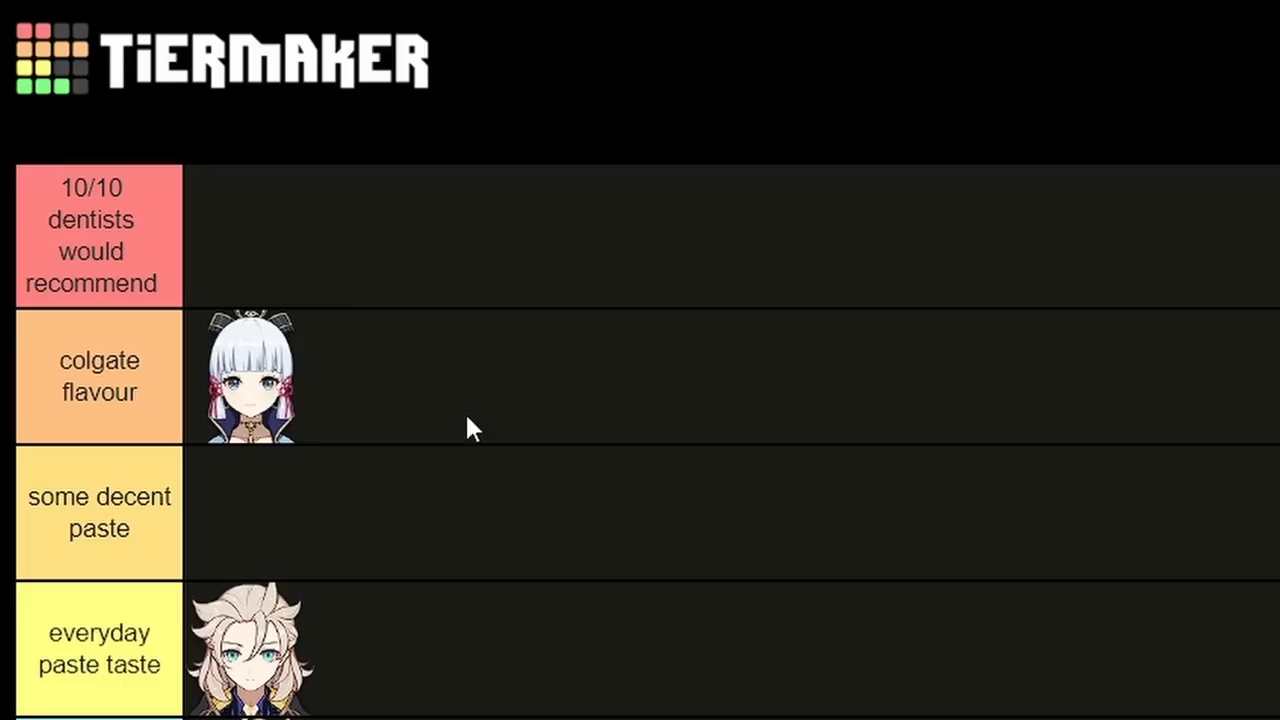 TiERMAKER
10/10
dentists
would
recommend
colgate
flavour
some decent
paste
everyday
paste taste